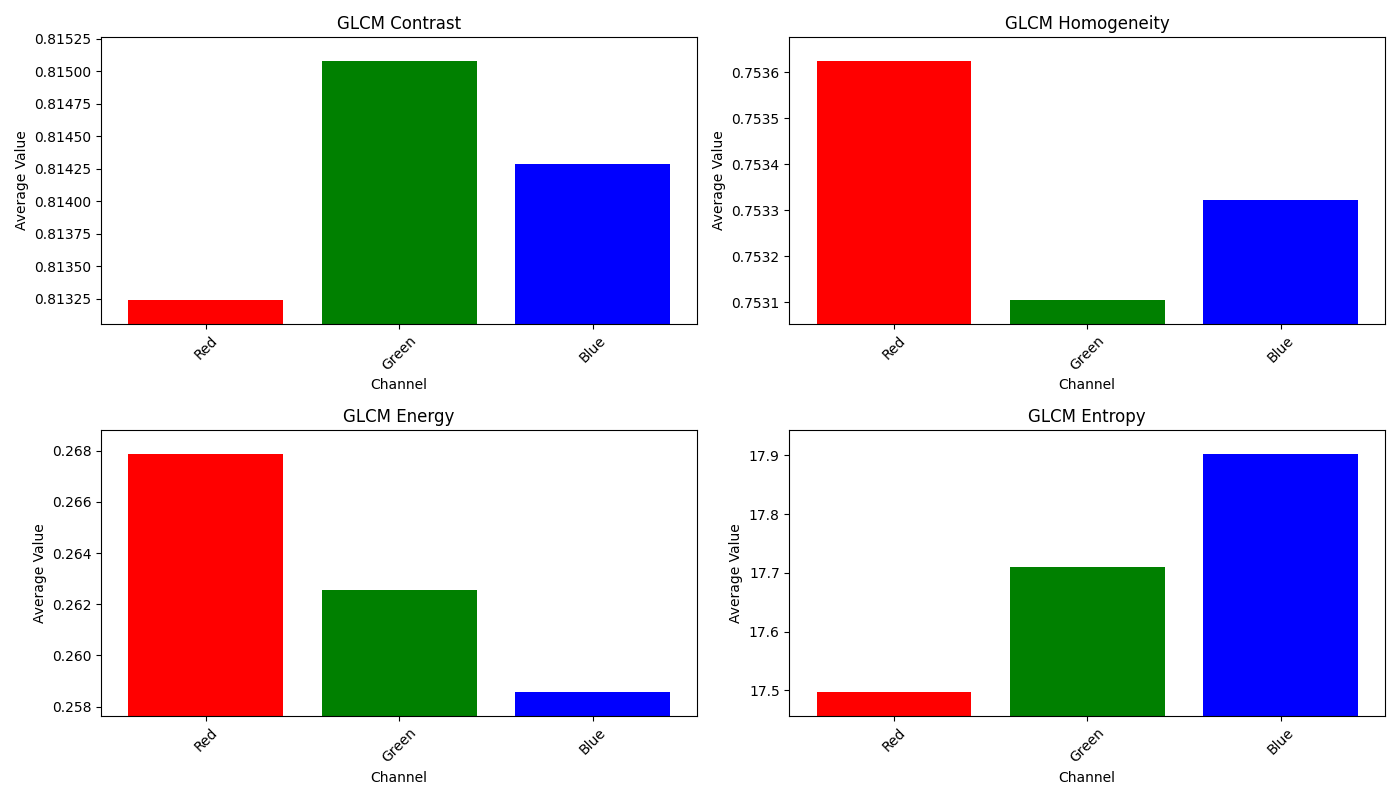 GLCM Contrast
0.81525
0.81500
0.81475
0.81450
0.81425
0.81400
0.81375
0.81350
0.81325
Average Value
Red
Green
Blue
Channel
GLCM Homogeneity
0.7536
0.7535
0.7534
0.7533
0.7532
0.7531
Average Value
Red
Green
Blue
Channel
GLCM Energy
0.268
0.266
0.264
0.262
0.260
0.258
Average Value
Red
Green
Blue
Channel
GLCM Entropy
17.9
17.8
17.7
17.6
17.5
Average Value
Red
Green
Blue
Channel